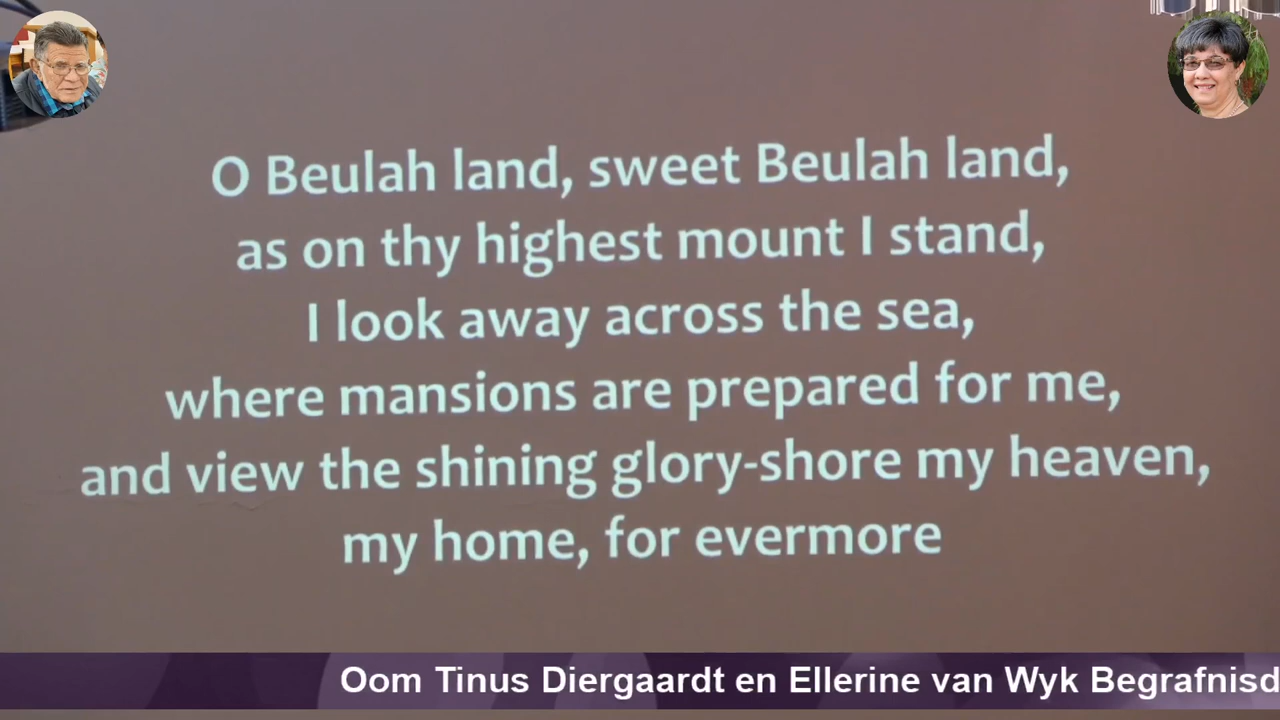 O Beulah land, sweet Beulah land,
as on thy highest mount I stand,
I look away across the sea,
where mansions are prepared for me,
and view the shining glory-shore my heaven,
my home, for evermore
Oom Tinus Diergaardt en Ellerine van Wyk Begrafnisd